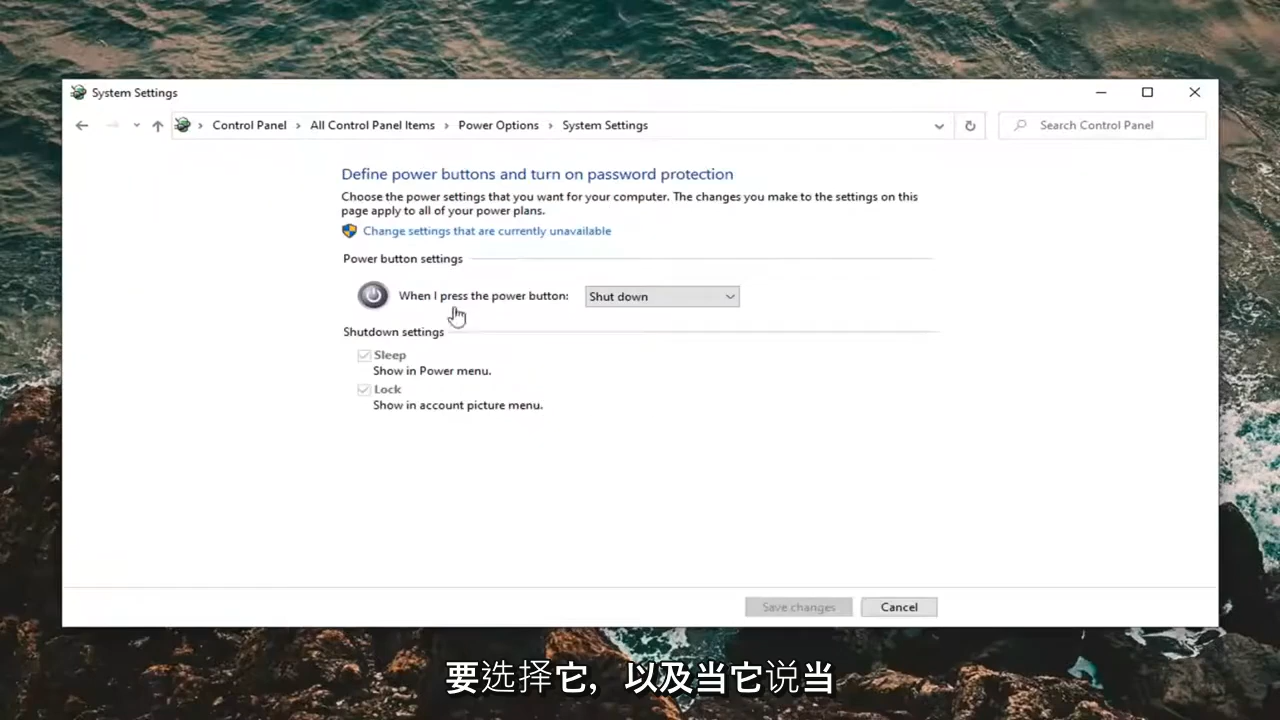 System Settings
Control Panel > All Control Panel Items > Power Options > System Settings
Search Control Panel
Define power buttons and turn on password protection
Choose the power settings that you want for your computer. The changes you make to the settings on this
page apply to all of your power plans.
Change settings that are currently unavailable
Power button settings
When I press the power button: Shut down
Shutdown settings
Sleep
Show in Power menu.
Lock
Show in account picture menu.
Save changes Cancel
要选择它，以及当它说当